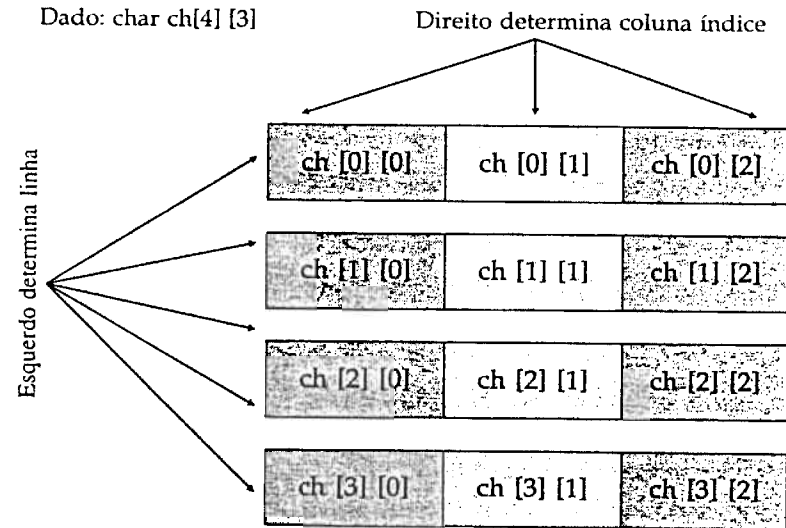 Dado: char ch[4] [3]
Direito determina coluna índice
Esquerdo determina linha
ch [0] [0] ch [0] [1] ch [0] [2]
ch [1] [0] ch [1] [1] ch [1] [2]
ch [2] [0] ch [2] [1] ch [2] [2]
ch [3] [0] ch [3] [1] ch [3] [2]